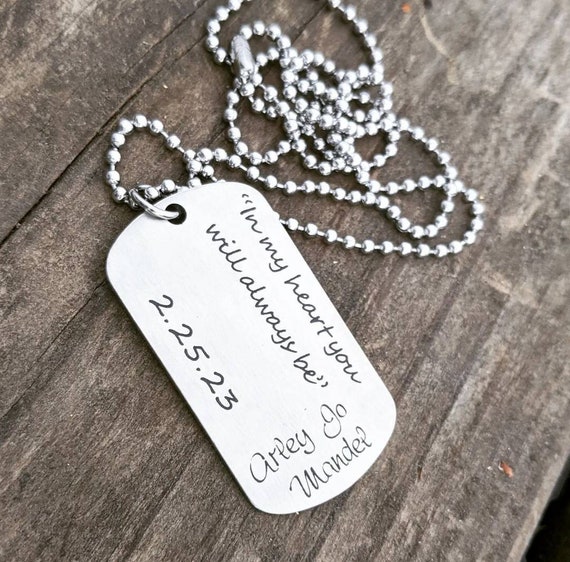 “In my heart you
will always be”
2.25.23
Arley Jo
Mandel